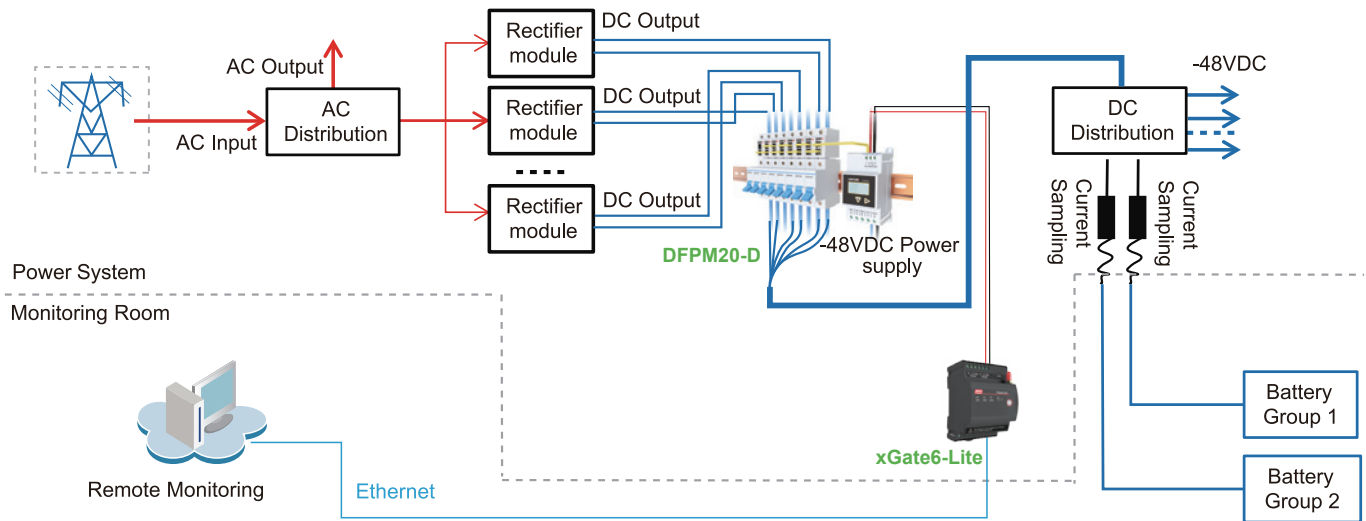 AC Output
AC Input
AC
Distribution
Rectifier
module
DC Output
Rectifier
module
DC Output
Rectifier
module
DC Output
DFPM20-D
-48VDC Power
supply
-48VDC
DC
Distribution
Current
Sampling
Current
Sampling
Power System
Monitoring Room
Remote Monitoring
Ethernet
xGate6-Lite
Battery
Group 1
Battery
Group 2